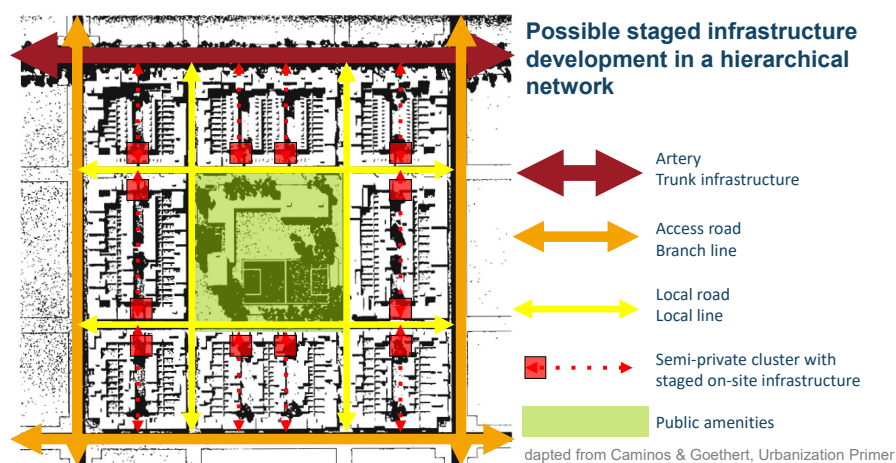 Possible staged infrastructure
development in a hierarchical
network
Artery
Trunk infrastructure
Access road
Branch line
Local road
Local line
Semi-private cluster with
staged on-site infrastructure
Public amenities
dapted from Caminos & Goethert, Urbanization Primer